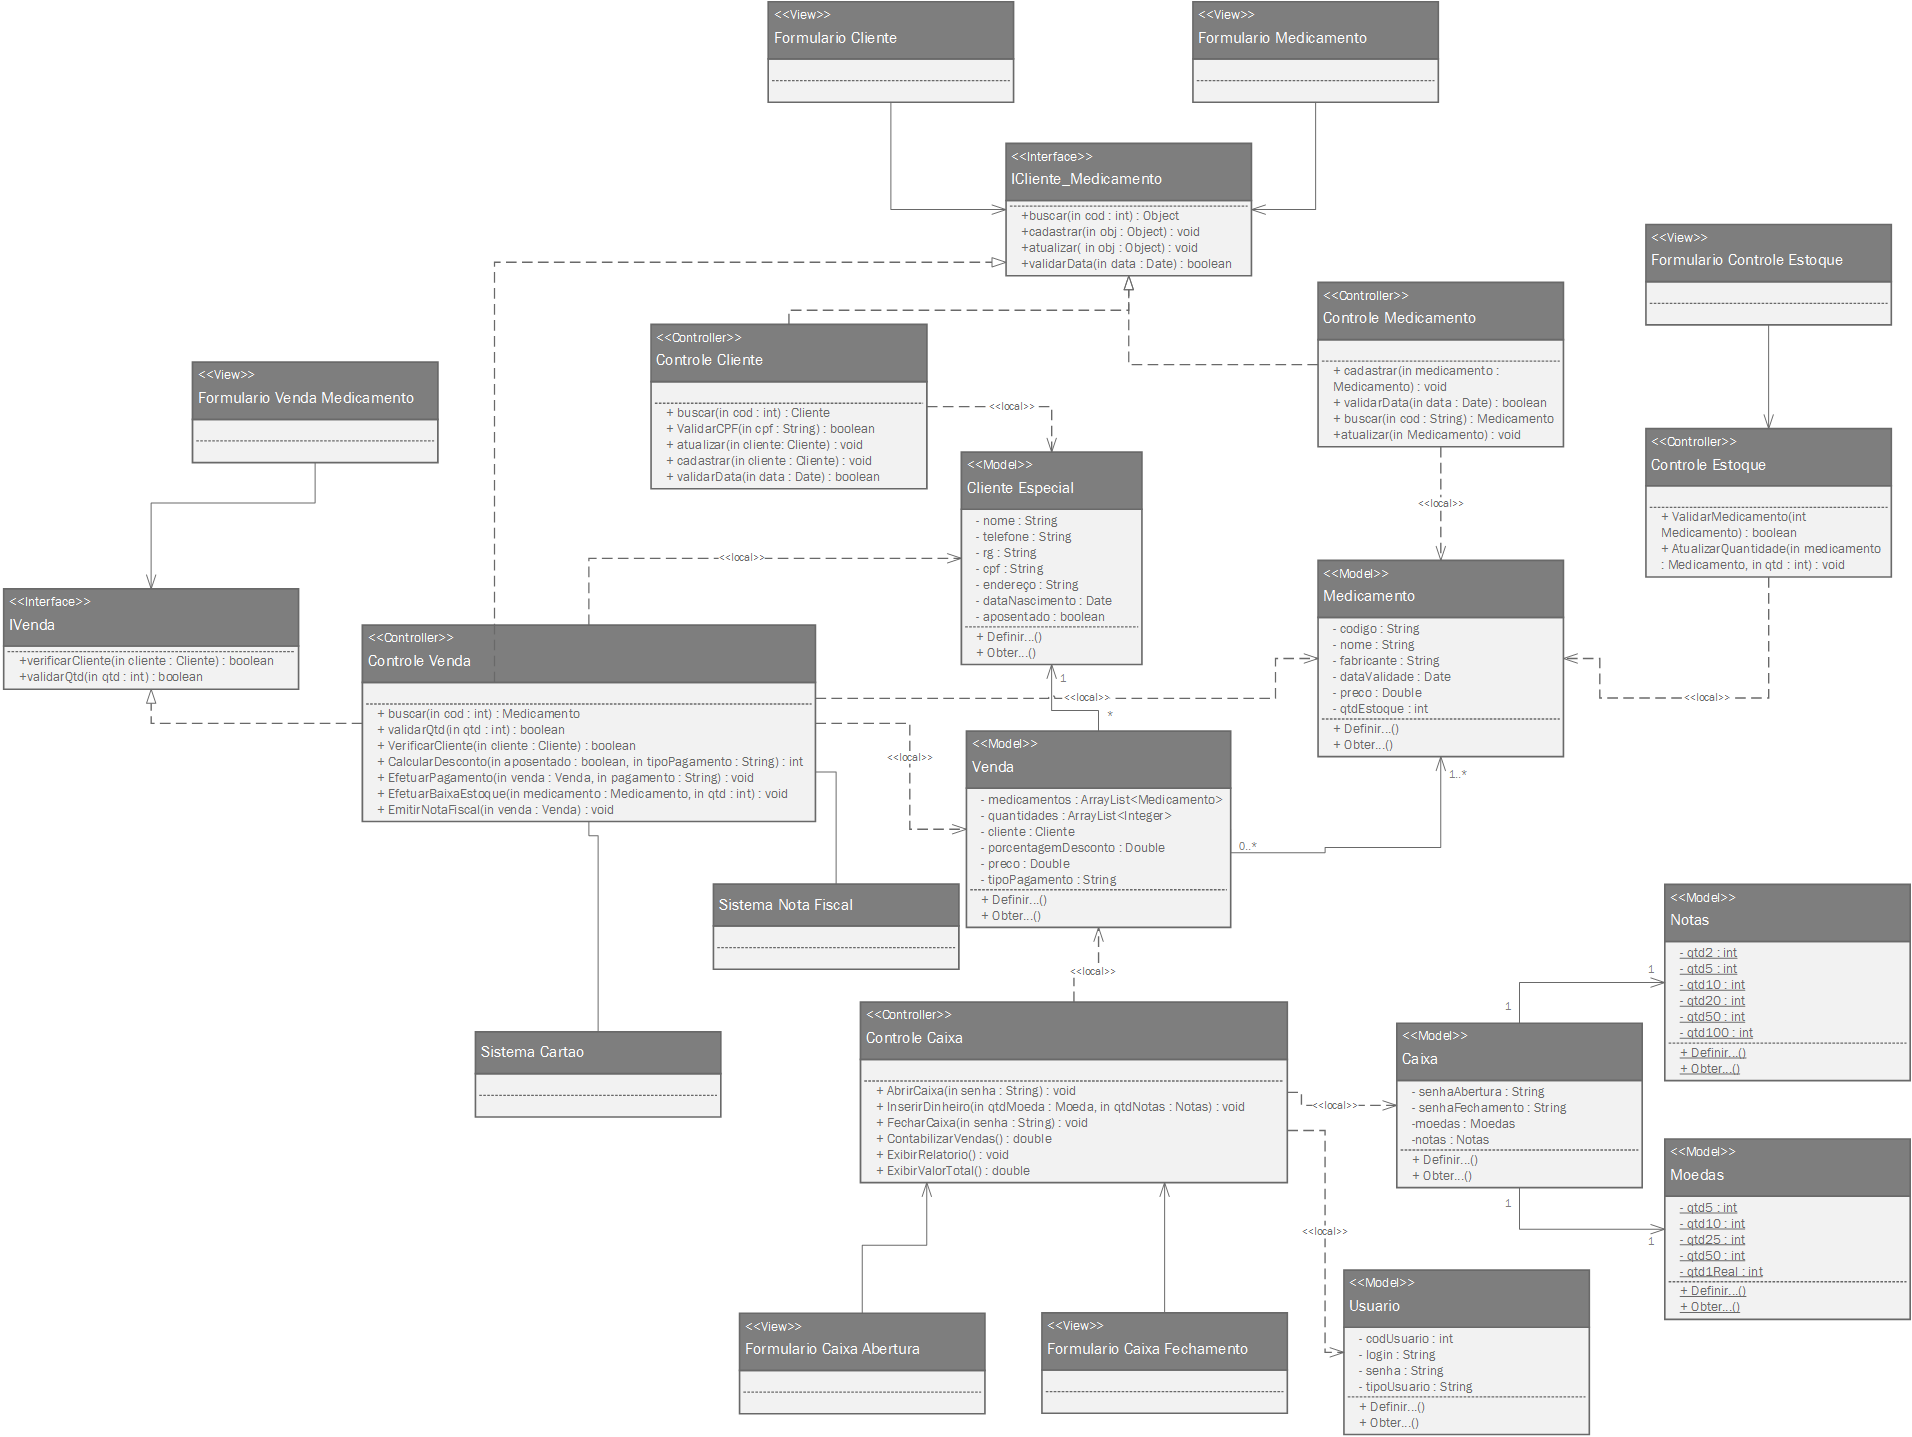 <<View>>
Formulario Cliente
<<View>>
Formulario Medicamento
<<Interface>>
ICliente_Medicamento
+buscar(in cod : int) : Object
+cadastrar(in obj : Object) : void
+atualizar( in obj : Object) : void
+validarData(in data : Date) : boolean
<<View>>
Formulario Controle Estoque
<<Controller>>
Controle Medicamento
+ cadastrar(in medicamento :
Medicamento) : void
+ validarData(in data : Date) : boolean
+ buscar(in cod : String) : Medicamento
+atualizar(in Medicamento) : void
<<Controller>>
Controle Cliente
+ buscar(in cod : int) : Cliente
+ ValidarCPF(in cpf : String) : boolean
+ atualizar(in cliente: Cliente) : void
+ cadastrar(in cliente : Cliente) : void
+ validarData(in data : Date) : boolean
<<local>>
<<View>>
Formulario Venda Medicamento
<<Controller>>
Controle Estoque
+ ValidarMedicamento(int
Medicamento) : boolean
+ AtualizarQuantidade(in medicamento
: Medicamento, in qtd : int) : void
<<Model>>
Cliente Especial
- nome : String
- telefone : String
- rg : String
- cpf : String
- endereço : String
- dataNascimento : Date
- aposentado : boolean
+ Definir...()
+ Obter...()
<<local>>
<<local>>
<<Model>>
Medicamento
- codigo : String
- nome : String
- fabricante : String
- dataValidade : Date
- preco : Double
- qtdEstoque : int
+ Definir...()
+ Obter...()
<<Interface>>
IVenda
+verificarCliente(in cliente : Cliente) : boolean
+validarQtd(in qtd : int) : boolean
<<Controller>>
Controle Venda
+ buscar(in cod : int) : Medicamento
+ validarQtd(in qtd : int) : boolean
+ VerificarCliente(in cliente : Cliente) : boolean
+ CalcularDesconto(in aposentado : boolean, in tipoPagamento : String) : int
+ EfetuarPagamento(in venda : Venda, in pagamento : String) : void
+ EfetuarBaixaEstoque(in medicamento : Medicamento, in qtd : int) : void
+ EmitirNotaFiscal(in venda : Venda) : void
1
<<local>>
<<local>>
*
<<local>>
<<Model>>
Venda
- medicamentos : ArrayList<Medicamento>
- quantidades : ArrayList<Integer>
- cliente : Cliente
- porcentagemDesconto : Double
- preco : Double
- tipoPagamento : String
+ Definir...()
+ Obter...()
1..*
0..*
Sistema Nota Fiscal
<<local>>
<<Model>>
Notas
- qtd2 : int
- qtd5 : int
- qtd10 : int
- qtd20 : int
- qtd50 : int
- qtd100 : int
+ Definir...()
+ Obter...()
1
1
Sistema Cartao
<<Controller>>
Controle Caixa
+ AbrirCaixa(in senha : String) : void
+ InserirDinheiro(in qtdMoeda : Moeda, in qtdNotas : Notas) : void
+ FecharCaixa(in senha : String) : void
+ ContabilizarVendas() : double
+ ExibirRelatorio() : void
+ ExibirValorTotal() : double
<<local>>
<<Model>>
Caixa
- senhaAbertura : String
- senhaFechamento : String
-moedas : Moedas
-notas : Notas
+ Definir...()
+ Obter...()
1
1
<<Model>>
Moedas
- qtd5 : int
- qtd10 : int
- qtd25 : int
- qtd50 : int
- qtd1Real : int
+ Definir...()
+ Obter...()
<<local>>
<<View>>
Formulario Caixa Abertura
<<View>>
Formulario Caixa Fechamento
<<Model>>
Usuario
- codUsuario : int
- login : String
- senha : String
- tipoUsuario : String
+ Definir...()
+ Obter...()